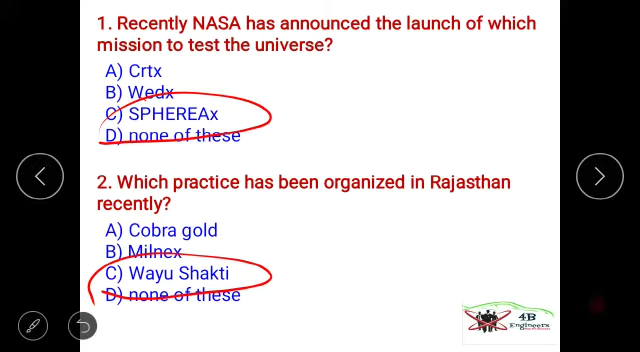 1. Recently NASA has announced the launch of which
mission to test the universe?
A) Crtx
B) Wedx
C) SPHEREAx
D) none of these
2. Which practice has been organized in Rajasthan
recently?
A) Cobra gold
B) Milnex
C) Wayu Shakti
D) none of these
4B
Engineers